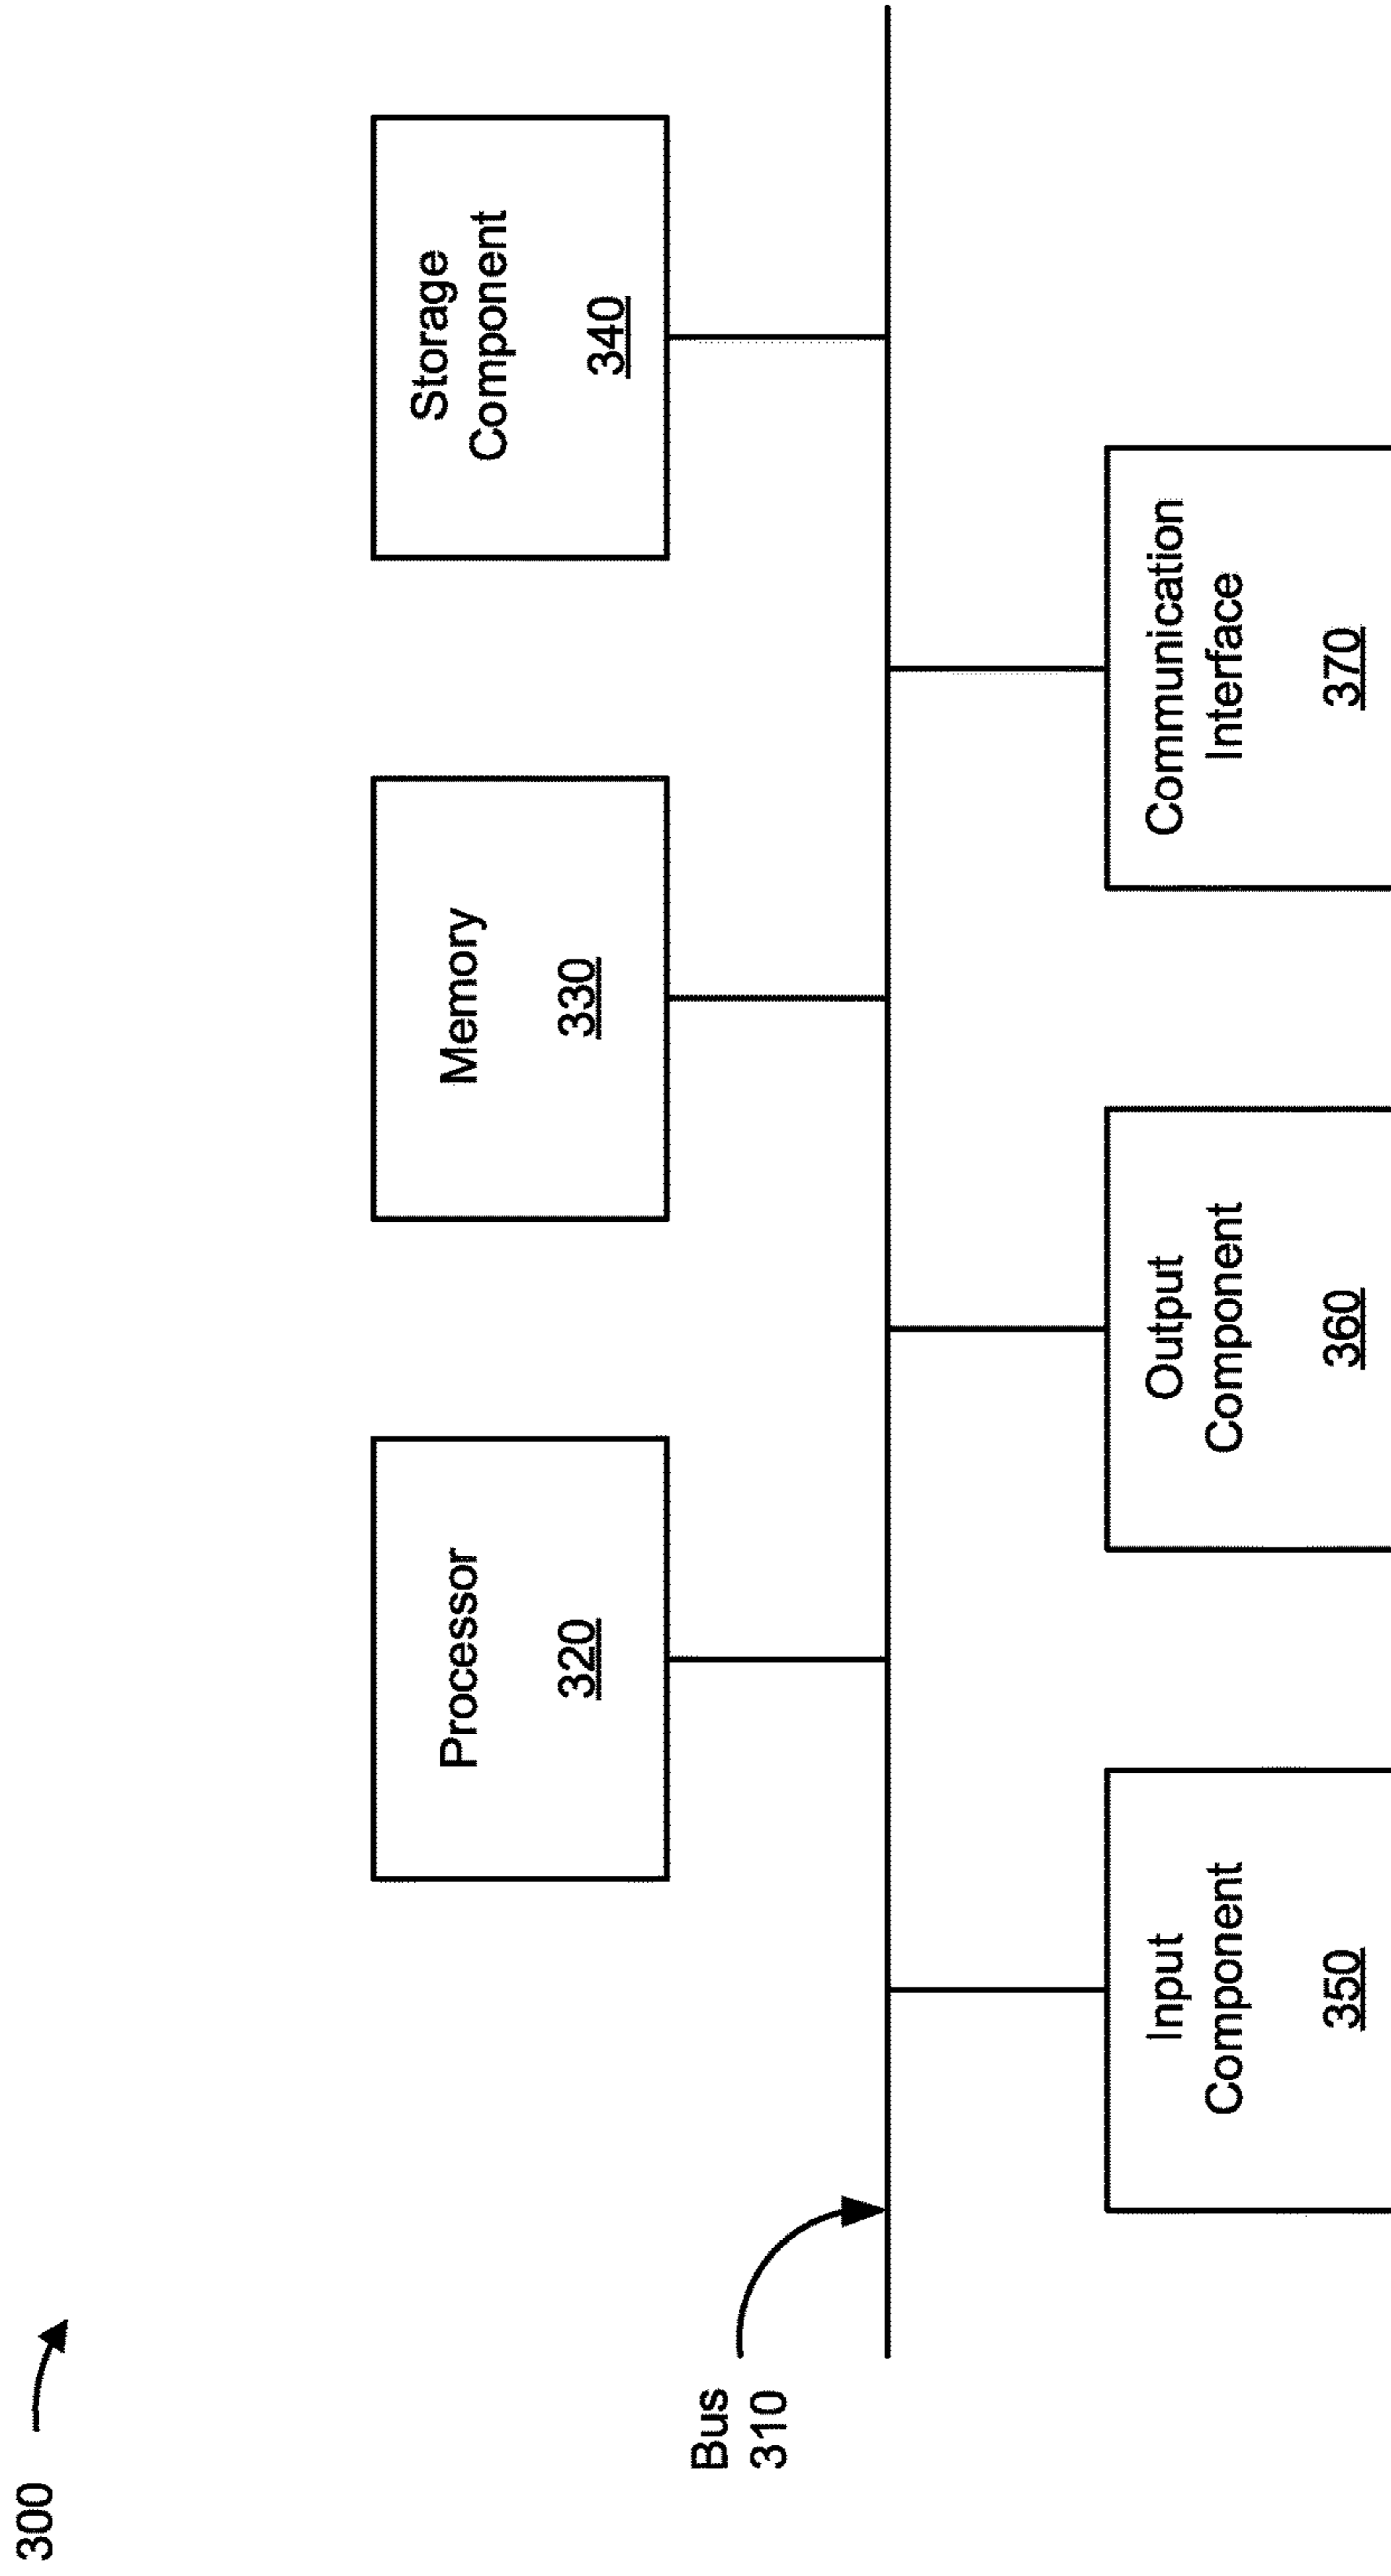 300
Processor
320
Memory
330
Storage
Component
340
Bus
310
Input
Component
350
Output
Component
360
Communication
Interface
370